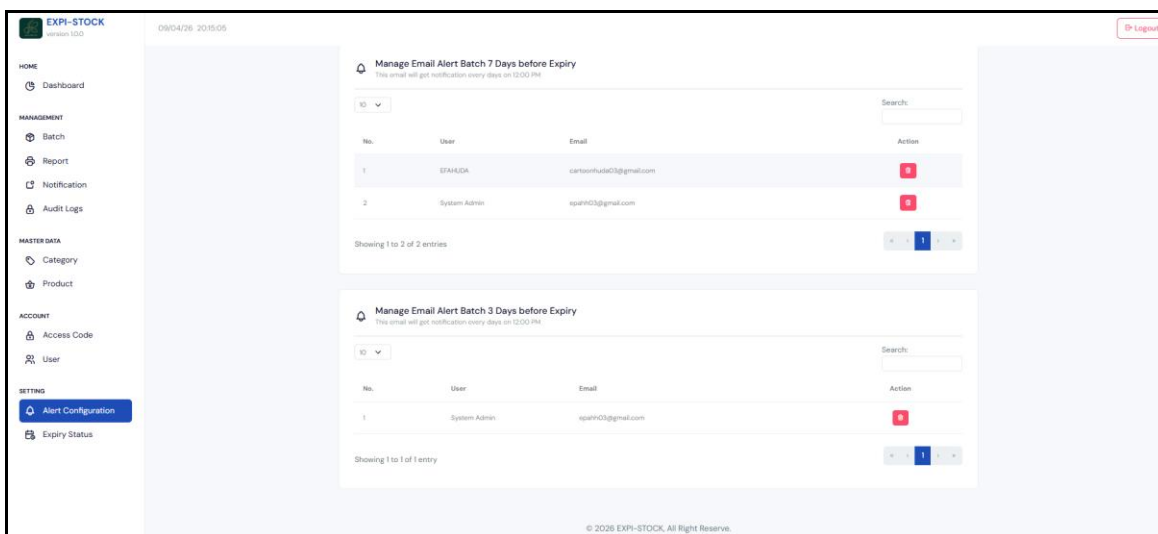 EXPI-STOCK
version 1.0.0
09/04/26 20:15:05
Logout
HOME
Dashboard
MANAGEMENT
Batch
Report
Notification
Audit Logs
MASTER DATA
Category
Product
ACCOUNT
Access Code
User
SETTING
Alert Configuration
Expiry Status
Manage Email Alert Batch 7 Days before Expiry
This email will get notification every days on 12:00 PM
10
Search:
No. User Email Action
1 EFAHUDA cartoonhuda03@gmail.com
2 System Admin epahh03@gmail.com
Showing 1 to 2 of 2 entries
« ‹ 1 › »
Manage Email Alert Batch 3 Days before Expiry
This email will get notification every days on 12:00 PM
10
Search:
No. User Email Action
1 System Admin epahh03@gmail.com
Showing 1 to 1 of 1 entry
« ‹ 1 › »
© 2026 EXPI-STOCK, All Right Reserve.